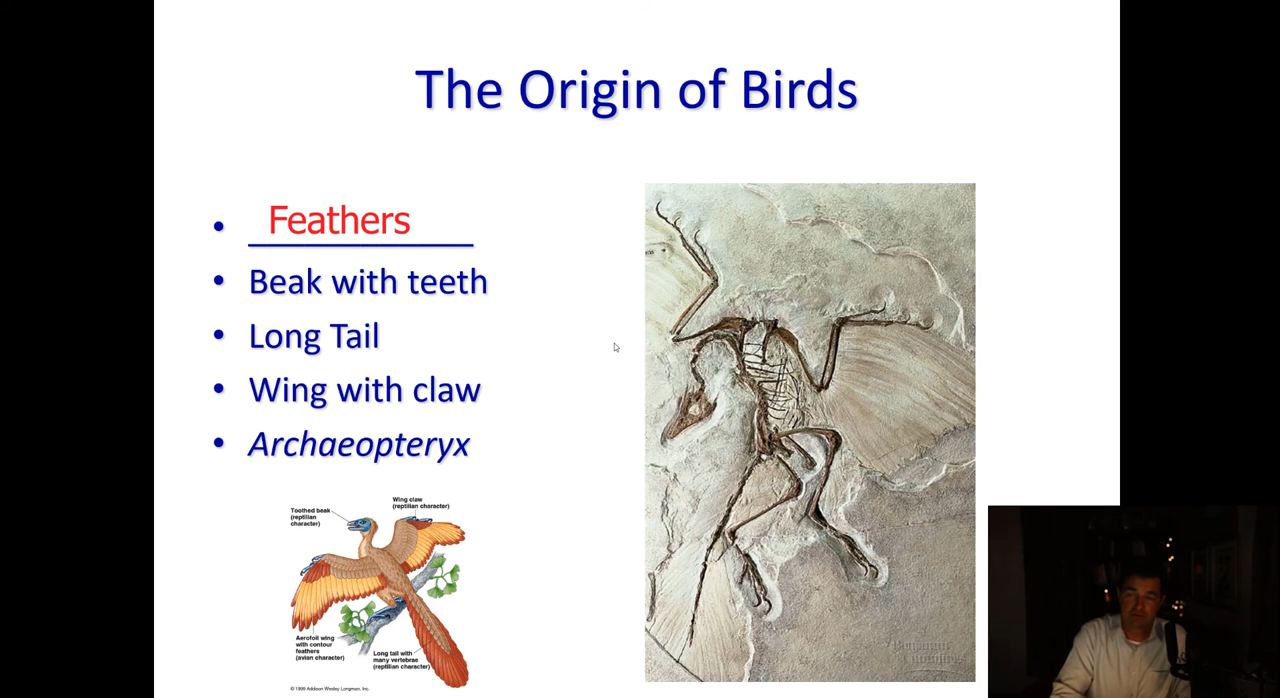 The Origin of Birds
• Feathers
• Beak with teeth
• Long Tail
• Wing with claw
• Archaeopteryx
Toothed beak
(reptilian
character)
Wing claw
(reptilian character)
Aerofoil wing
with contour
feathers
(avian character)
Long tail with
many vertebrae
(reptilian character)
© 1999 Addison Wesley Longman, Inc.